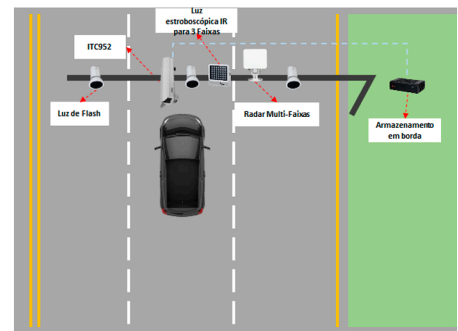 Luz
estroboscópica IR
para 3 Faixas
ITC952
Luz de Flash
Radar Multi-Faixas
Armazenamento
em borda